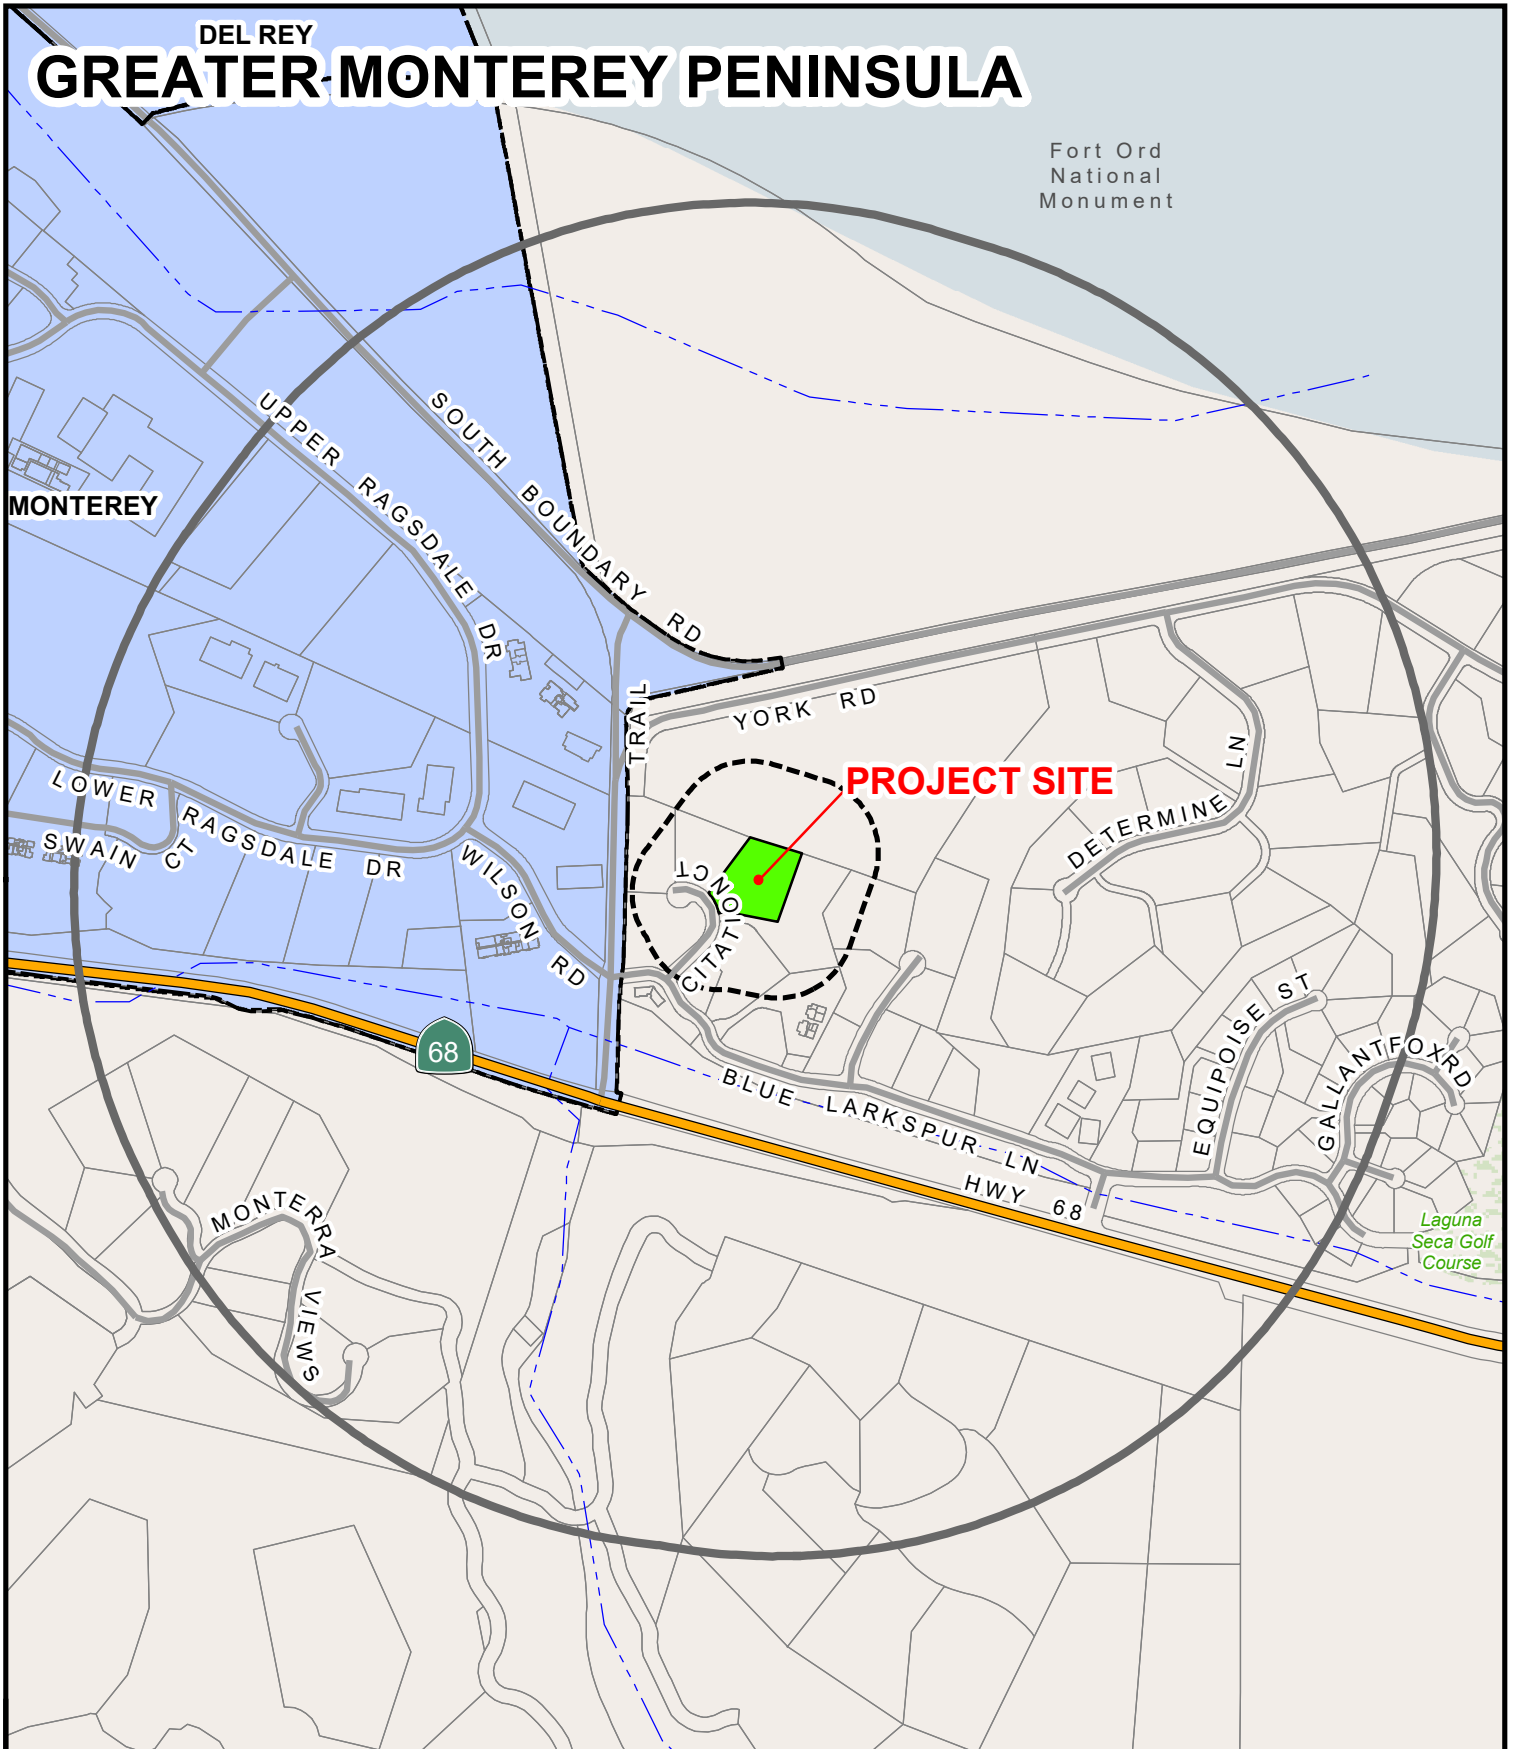 DEL REY
GREATER MONTEREY PENINSULA
Fort Ord
National
Monument
UPPER RAGSDALE DR
SOUTH BOUNDARY RD
MONTEREY
TRAIL
YORK RD
PROJECT SITE
DETERMINE LN
LOWER RAGSDALE DR
SWAIN CT
WILSON RD
CITATION CT
EQUIPOISE ST
GALLANT FOX RD
68
BLUE LARKSPUR LN
HWY 68
MONTERRA VIEWS
Laguna
Seca Golf
Course